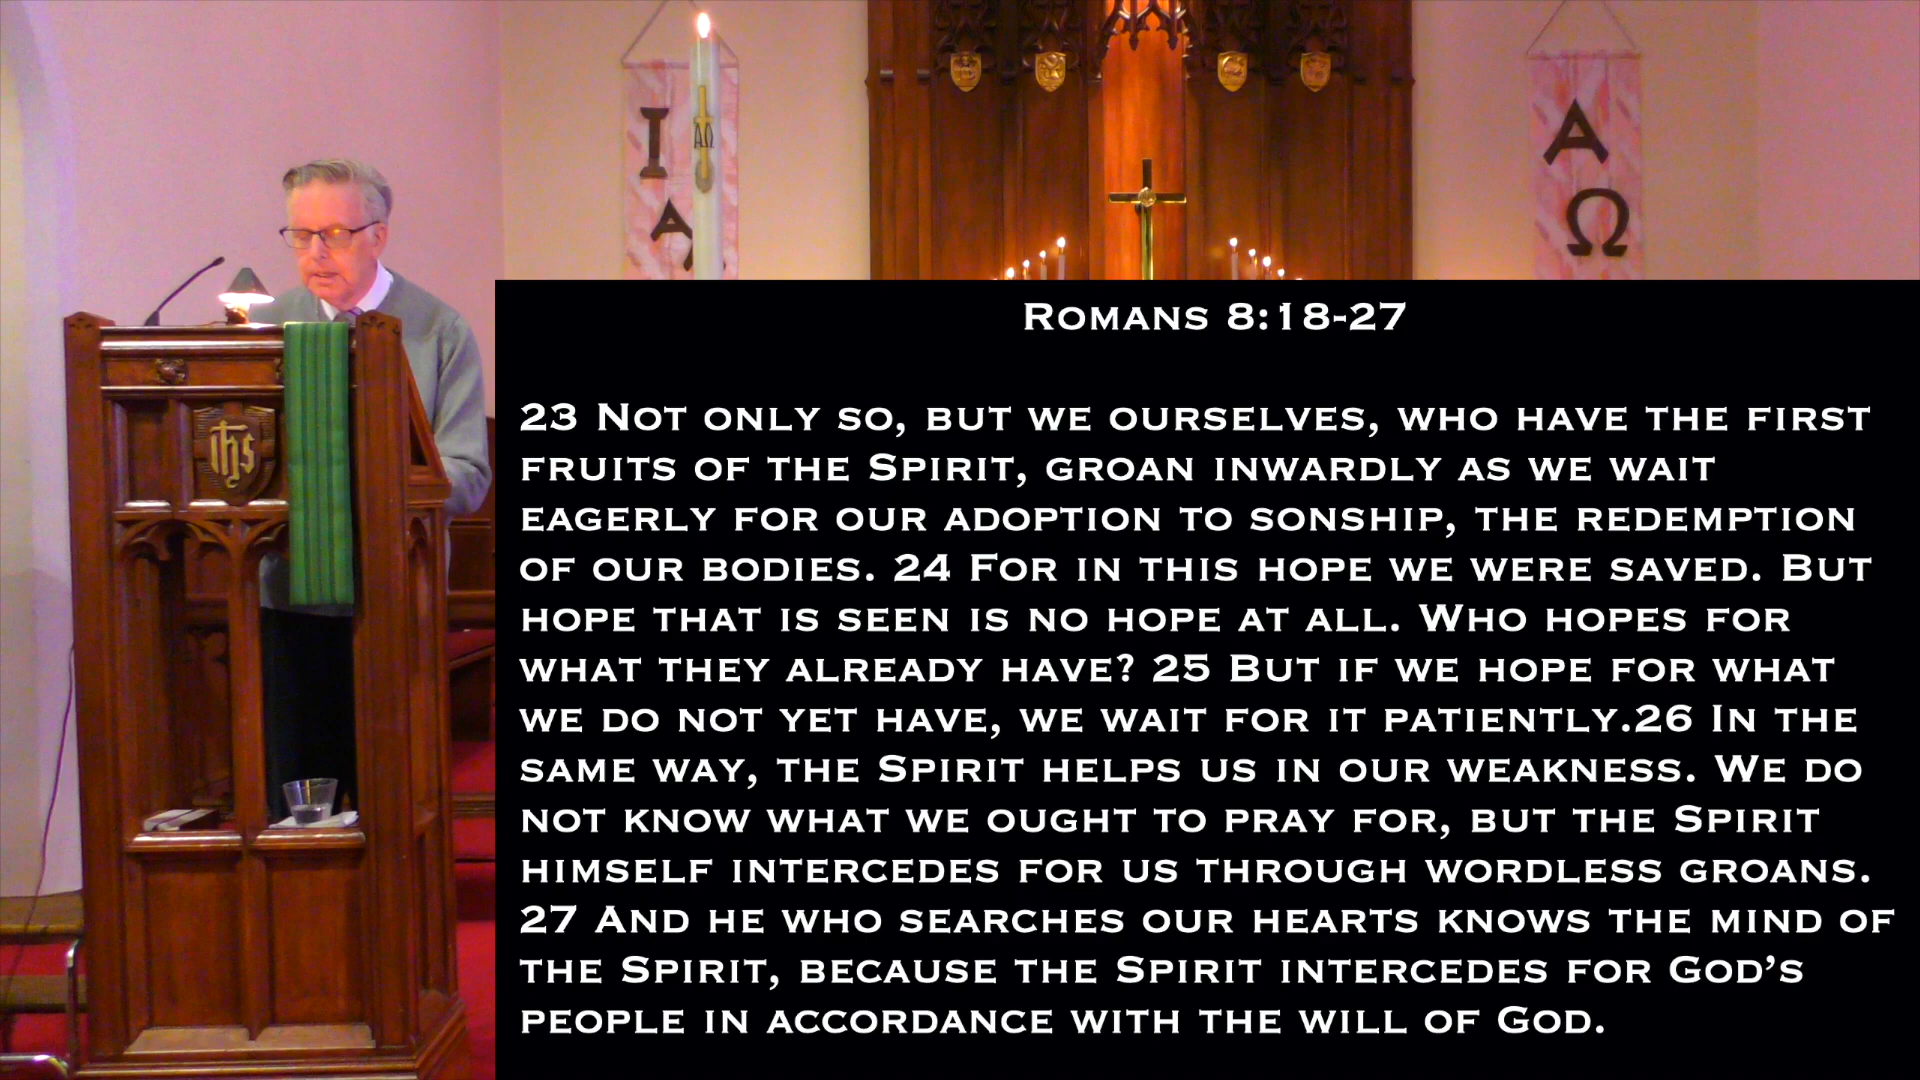 I
A
ΑΩ
Α
Ω
ihs
Romans 8:18-27
23 Not only so, but we ourselves, who have the first
fruits of the Spirit, groan inwardly as we wait
eagerly for our adoption to sonship, the redemption
of our bodies. 24 For in this hope we were saved. But
hope that is seen is no hope at all. Who hopes for
what they already have? 25 But if we hope for what
we do not yet have, we wait for it patiently.26 In the
same way, the Spirit helps us in our weakness. We do
not know what we ought to pray for, but the Spirit
himself intercedes for us through wordless groans.
27 And he who searches our hearts knows the mind of
the Spirit, because the Spirit intercedes for God’s
people in accordance with the will of God.